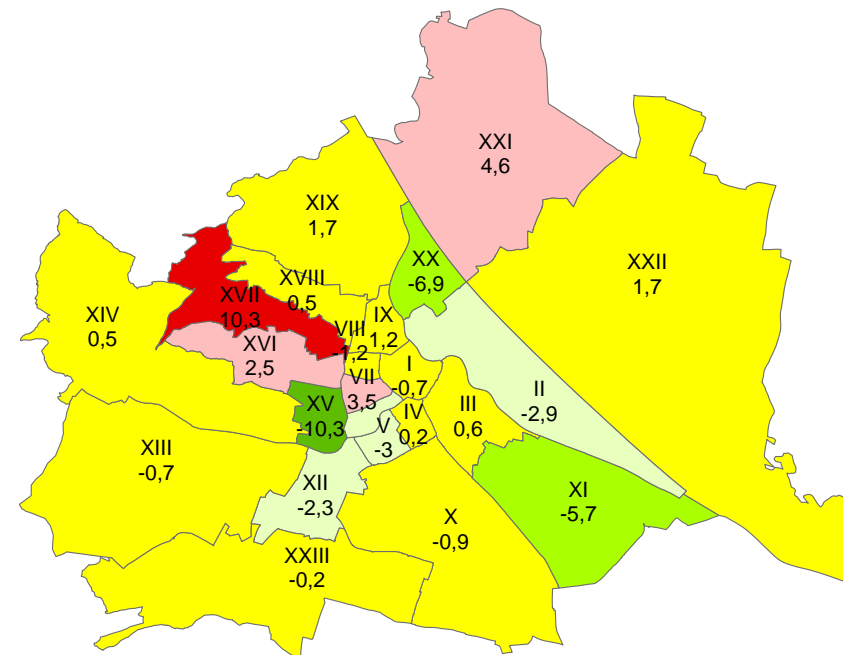 XXI
4,6
XIX
1,7
XX
-6,9
XXII
1,7
XVIII
0,5
XVII
10,3
XIV
0,5
IX
1,2
VIII
-1,2
XVI
2,5
I
-0,7
VII
3,5
II
-2,9
XV
-10,3
IV
0,2
III
0,6
V
-3
XIII
-0,7
XII
-2,3
XI
-5,7
X
-0,9
XXIII
-0,2